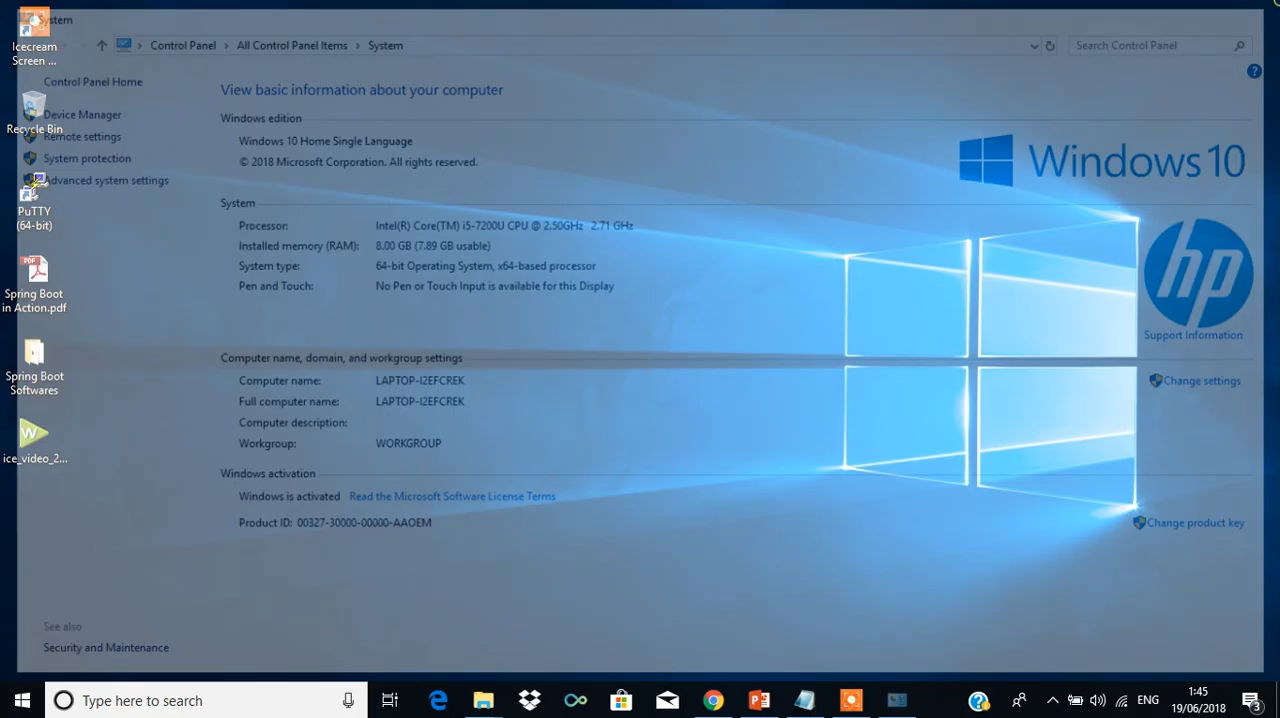 System
Icecream
Screen ...
Recycle Bin
PuTTY
(64-bit)
Spring Boot
in Action.pdf
Spring Boot
Softwares
W
ice_video_2...
Control Panel > All Control Panel Items > System
Search Control Panel
Control Panel Home
Device Manager
Remote settings
System protection
Advanced system settings
View basic information about your computer
Windows edition
Windows 10 Home Single Language
© 2018 Microsoft Corporation. All rights reserved.
Windows 10
System
Processor: Intel(R) Core(TM) i5-7200U CPU @ 2.50GHz 2.71 GHz
Installed memory (RAM): 8.00 GB (7.89 GB usable)
System type: 64-bit Operating System, x64-based processor
Pen and Touch: No Pen or Touch Input is available for this Display
hp
Support Information
Computer name, domain, and workgroup settings
Computer name: LAPTOP-I2EFCREK
Change settings
Full computer name: LAPTOP-I2EFCREK
Computer description:
Workgroup: WORKGROUP
Windows activation
Windows is activated Read the Microsoft Software License Terms
Product ID: 00327-30000-00000-AAOEM
Change product key
See also
Security and Maintenance
Type here to search
ENG
1:45
19/06/2018
3